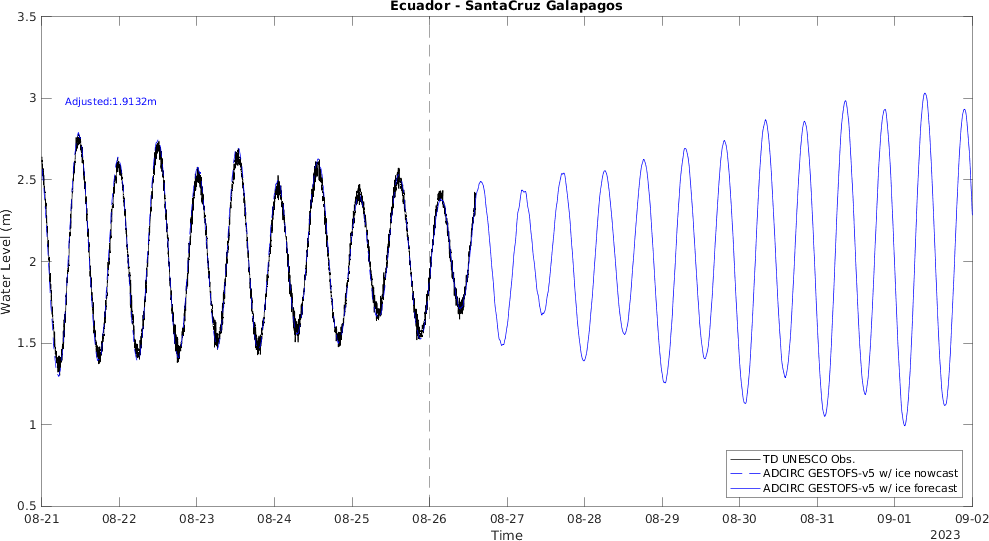 Ecuador - SantaCruz Galapagos
3.5
3
2.5
2
1.5
1
0.5
Water Level (m)
Adjusted:1.9132m
TD UNESCO Obs.
ADCIRC GESTOFS-v5 w/ ice nowcast
ADCIRC GESTOFS-v5 w/ ice forecast
08-21 08-22 08-23 08-24 08-25 08-26 08-27 08-28 08-29 08-30 08-31 09-01 09-02
Time
2023